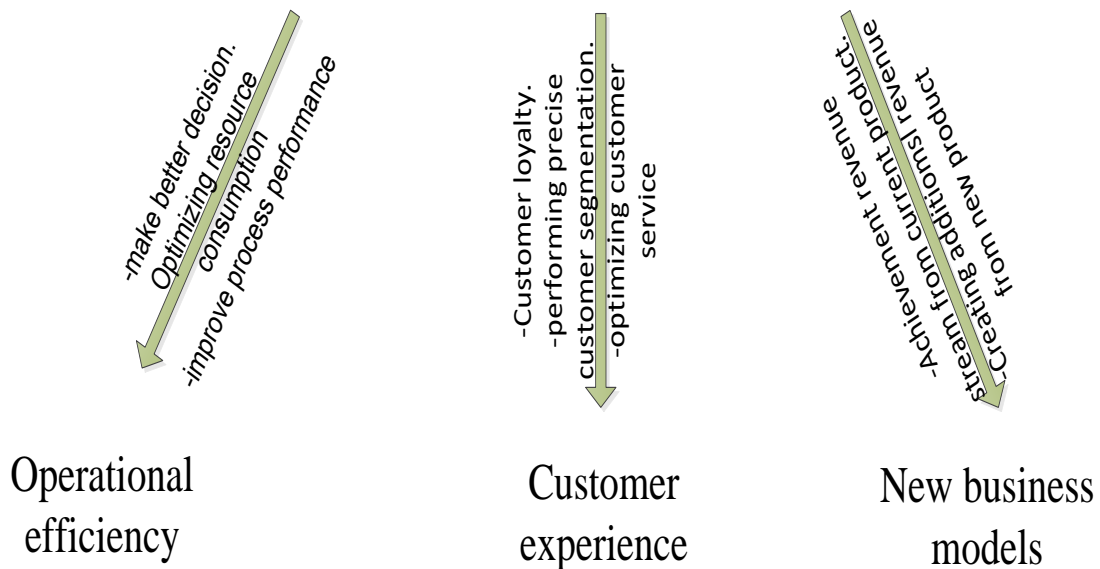 -make better decision.
Optimizing resource
consumption
-improve process performance
-Customer loyalty.
-performing precise
customer segmentation.
-optimizing customer
service
-Achievement revenue
stream from current product.
-Creating additiomsl revenue
from new product
Operational
efficiency
Customer
experience
New business
models